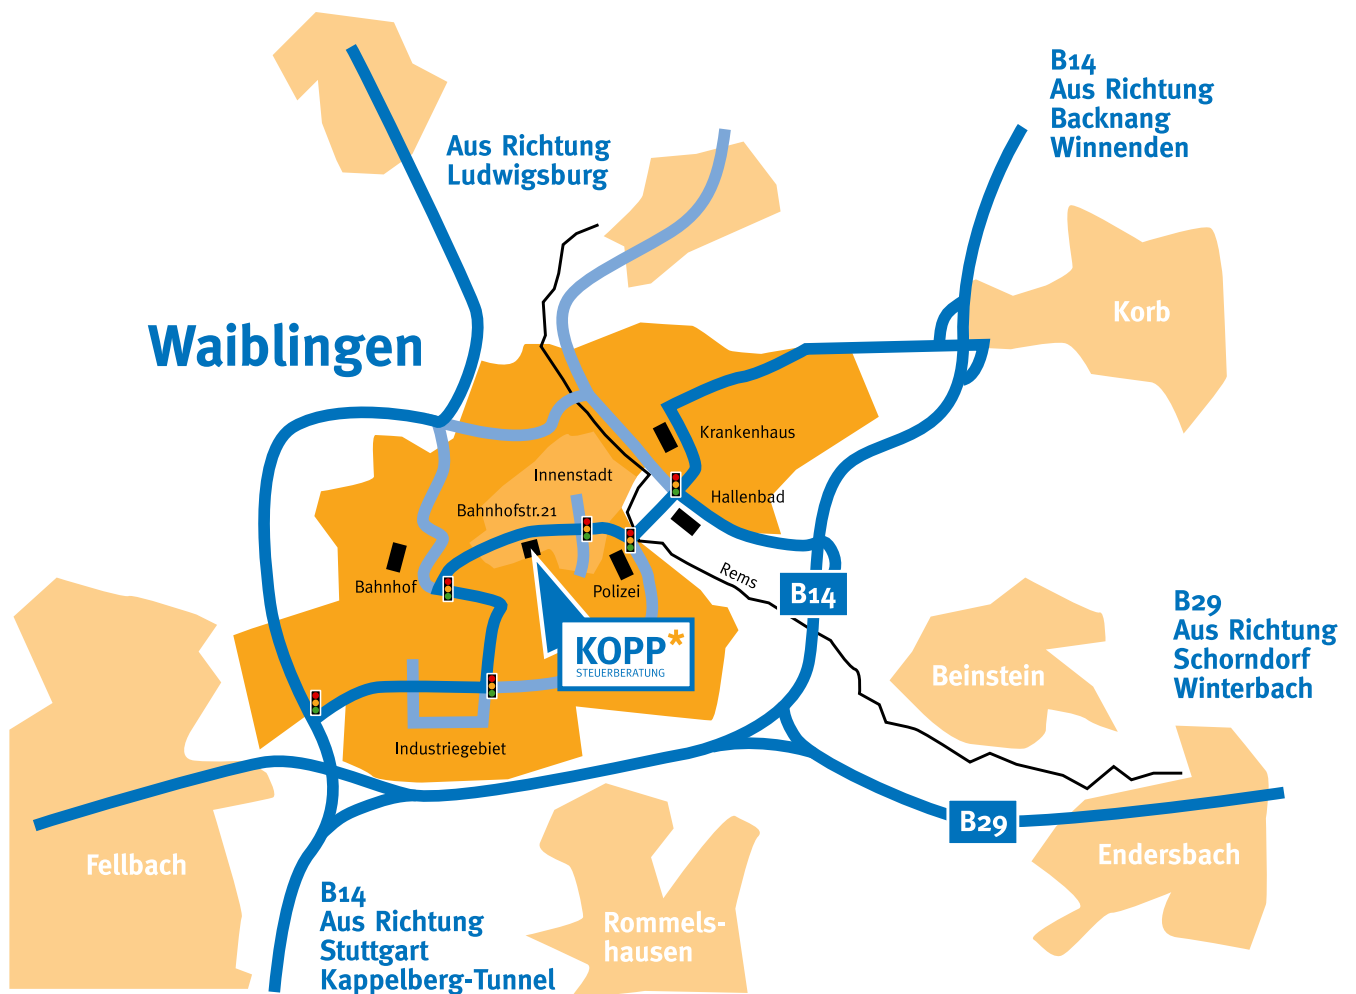 B14
Aus Richtung
Backnang
Winnenden
Aus Richtung
Ludwigsburg
Korb
Waiblingen
Krankenhaus
Innenstadt
Hallenbad
Bahnhofstr.21
Rems
Bahnhof
Polizei
B14
B29
Aus Richtung
Schorndorf
Winterbach
KOPP*
STEUERBERATUNG
Beinstein
Industriegebiet
B29
Endersbach
Fellbach
B14
Aus Richtung
Stuttgart
Kappelberg-Tunnel
Rommels-
hausen